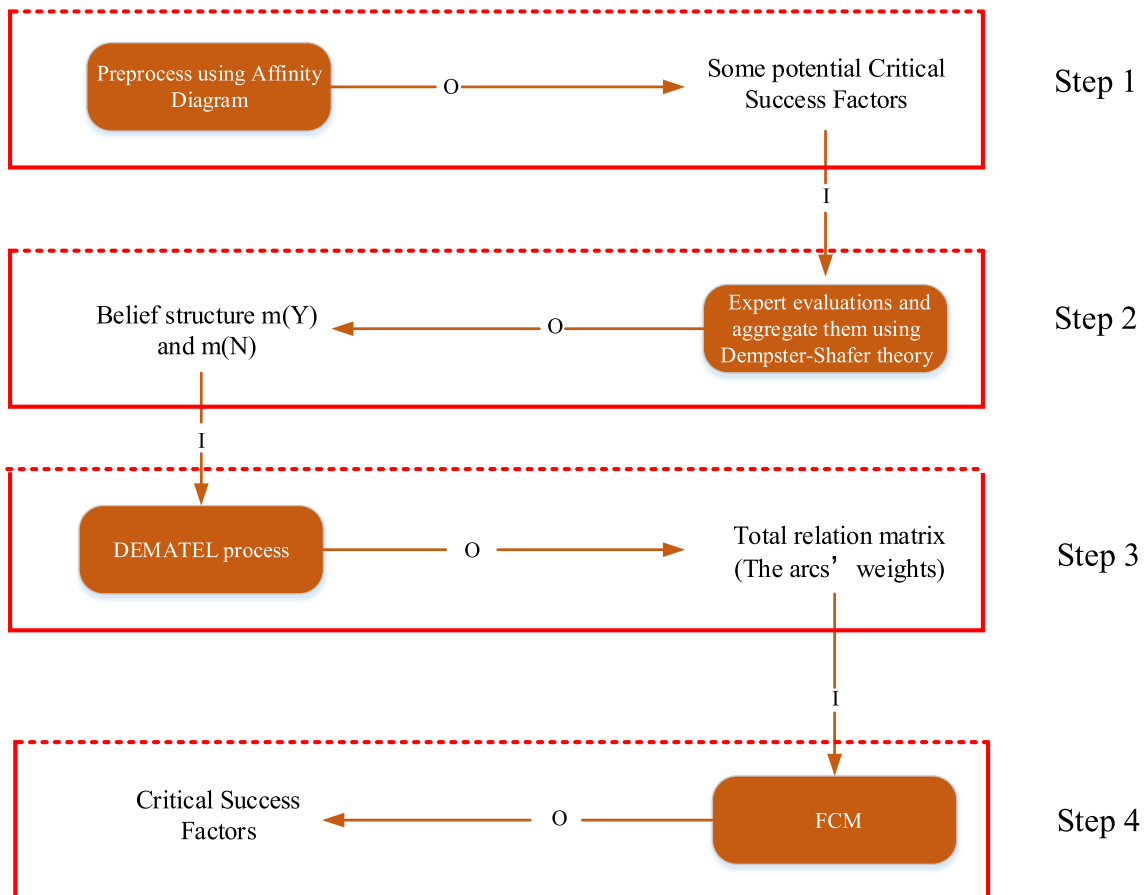 Preprocess using Affinity
Diagram
O
Some potential Critical
Success Factors
Step 1
I
Belief structure m(Y)
and m(N)
O
Expert evaluations and
aggregate them using
Dempster-Shafer theory
Step 2
I
DEMATEL process
O
Total relation matrix
(The arcs’ weights)
Step 3
I
Critical Success
Factors
O
FCM
Step 4